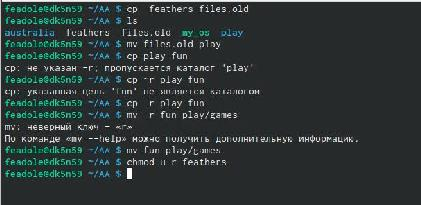 feadole@dk5n59 ~/AA $ cp feathers files.old
feadole@dk5n59 ~/AA $ ls
australia feathers files.old my_os play
feadole@dk5n59 ~/AA $ mv files.old play
feadole@dk5n59 ~/AA $ cp play fun
cp: не указан -r; пропускается каталог 'play'
feadole@dk5n59 ~/AA $ cp -r play fun
cp: указанная цель 'fun' не является каталогом
feadole@dk5n59 ~/AA $ cp -r play fun
feadole@dk5n59 ~/AA $ mv -r fun play/games
mv: неверный ключ — «r»
По команде «mv --help» можно получить дополнительную информацию.
feadole@dk5n59 ~/AA $ mv fun play/games
feadole@dk5n59 ~/AA $ chmod u-r feathers
feadole@dk5n59 ~/AA $